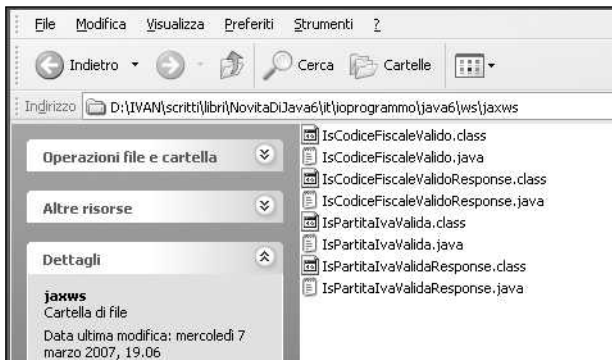 File Modifica Visualizza Preferiti Strumenti ?
Indietro Cerca Cartelle
Indirizzo D:\IVAN\scritti\libri\NovitaDiJava6\it\ioprogrammo\java6\ws\jaxws
Operazioni file e cartella
Altre risorse
Dettagli
jaxws
Cartella di file
Data ultima modifica: mercoledì 7
marzo 2007, 19.06
IsCodiceFiscaleValido.class
IsCodiceFiscaleValido.java
IsCodiceFiscaleValidoResponse.class
IsCodiceFiscaleValidoResponse.java
IsPartitaIvaValida.class
IsPartitaIvaValida.java
IsPartitaIvaValidaResponse.class
IsPartitaIvaValidaResponse.java